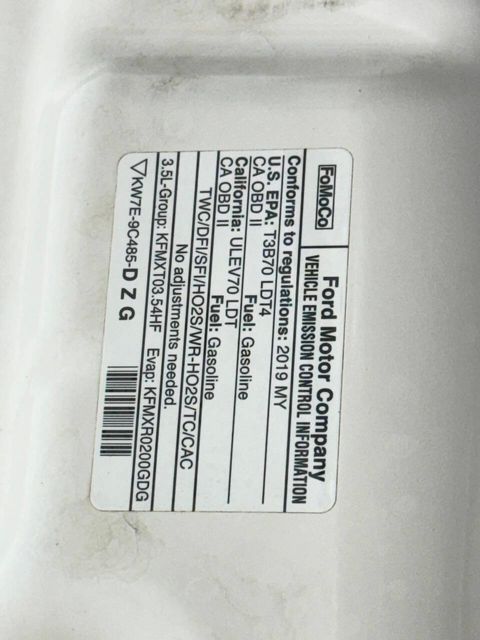 FoMoCo
Ford Motor Company
VEHICLE EMISSION CONTROL INFORMATION
Conforms to regulations: 2019 MY
U.S. EPA: T3B70 LDT4
CA OBD II Fuel: Gasoline
California: ULEV70 LDT
CA OBD II Fuel: Gasoline
TWC/DFI/SFI/HO2S/WR-HO2S/TC/CAC
No adjustments needed.
3.5L-Group: KFMXT03.54HF Evap: KFMXR0200GDG
▽KW7E-9C485-D Z G